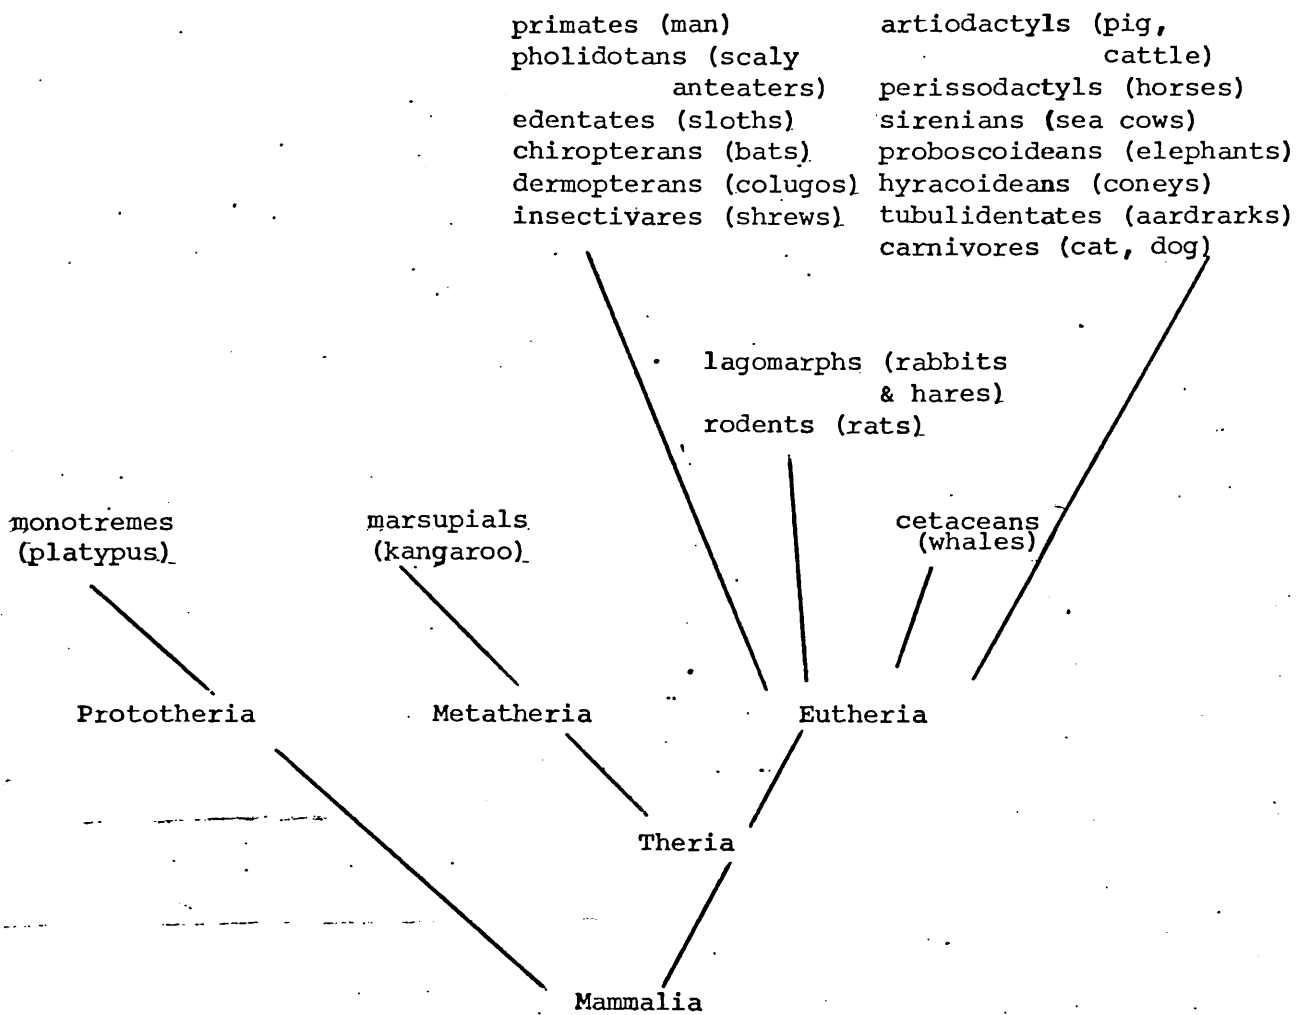 primates (man)
pholidotans (scaly
anteaters)
edentates (sloths)
chiropterans (bats)
dermopterans (colugos)
insectivares (shrews)
artiodactyls (pig,
cattle)
perissodactyls (horses)
sirenians (sea cows)
proboscoideans (elephants)
hyracoideans (coneys)
tubulidentates (aardrarks)
carnivores (cat, dog)
lagomarphs (rabbits
& hares)
rodents (rats)
monotremes
(platypus)
marsupials
(kangaroo)
cetaceans
(whales)
Prototheria
Metatheria
Eutheria
Theria
Mammalia